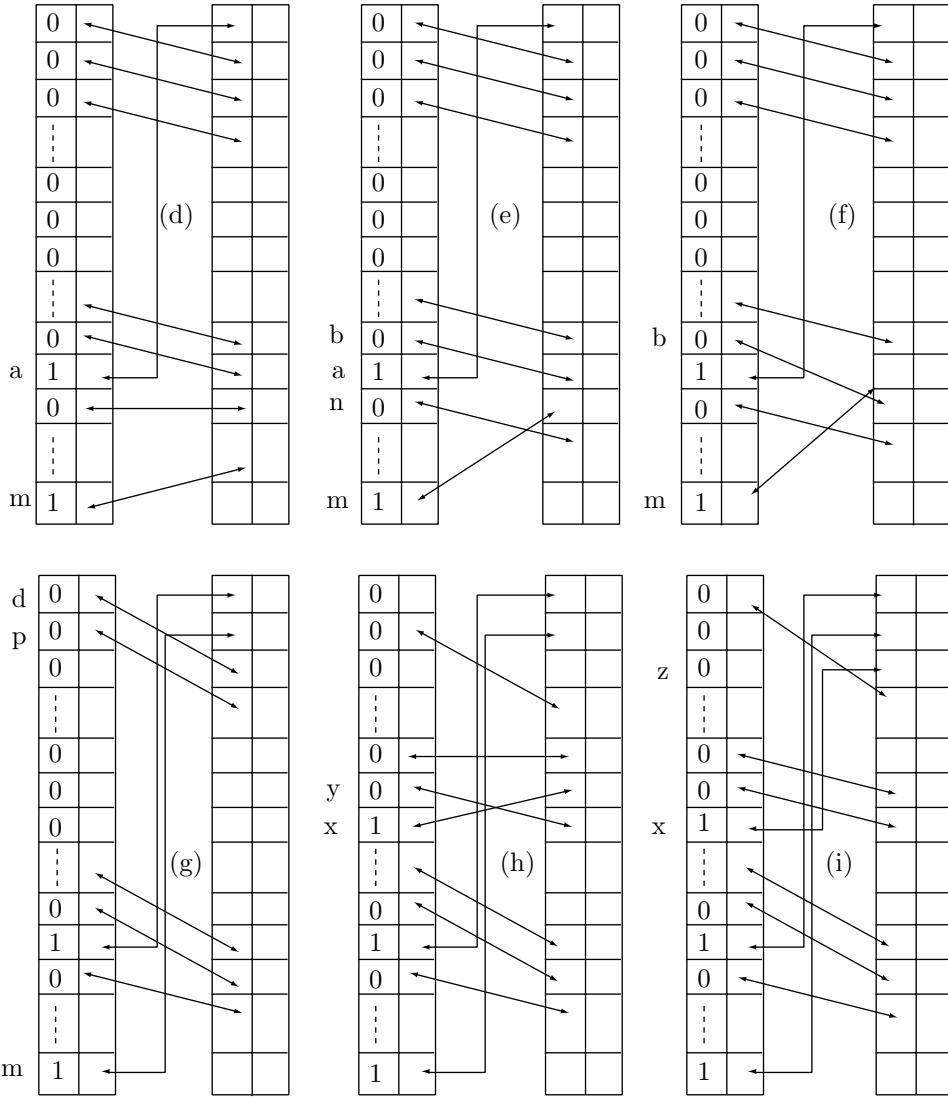 0 0 0
0 0 0
0 0 0
0 0 0
0 (d) 0 (e) 0 (f)
0 0 0
0 b 0 b 0
a 1 a 1 1
0 n 0 0
m 1 m 1 m 1
d 0 0 0
p 0 0 0
0 0 z 0
0 0 0
0 y 0 0
0 x 1 x 1
(g) (h) (i)
0 0 0
1 1 1
0 0 0
m 1 1 1